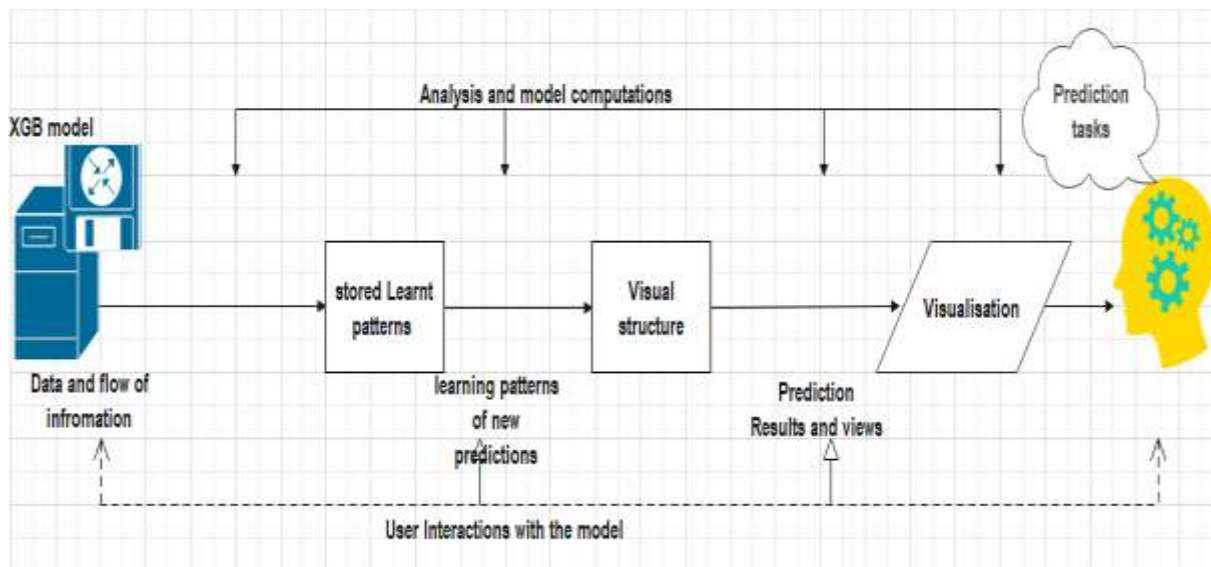 Analysis and model computations
Prediction
tasks
XGB model
stored Learnt
patterns
Visual
structure
Visualisation
Data and flow of
infromation
learning patterns
of new
predictions
Prediction
Results and views
User Interactions with the model